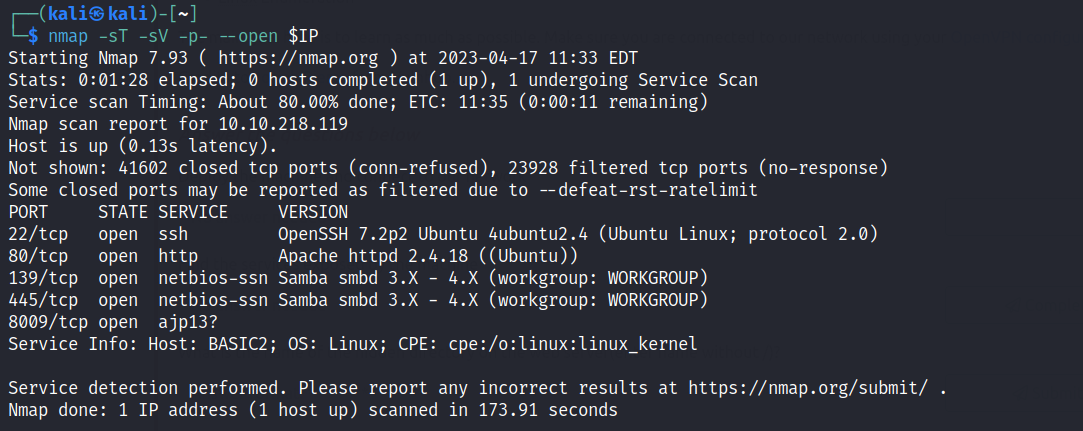 ┌──(kali㉿kali)-[~]
└─$ nmap -sT -sV -p- --open $IP
Starting Nmap 7.93 ( https://nmap.org ) at 2023-04-17 11:33 EDT
Stats: 0:01:28 elapsed; 0 hosts completed (1 up), 1 undergoing Service Scan
Service scan Timing: About 80.00% done; ETC: 11:35 (0:00:11 remaining)
Nmap scan report for 10.10.218.119
Host is up (0.13s latency).
Not shown: 41602 closed tcp ports (conn-refused), 23928 filtered tcp ports (no-response)
Some closed ports may be reported as filtered due to --defeat-rst-ratelimit
PORT     STATE SERVICE     VERSION
22/tcp   open  ssh         OpenSSH 7.2p2 Ubuntu 4ubuntu2.4 (Ubuntu Linux; protocol 2.0)
80/tcp   open  http        Apache httpd 2.4.18 ((Ubuntu))
139/tcp  open  netbios-ssn Samba smbd 3.X - 4.X (workgroup: WORKGROUP)
445/tcp  open  netbios-ssn Samba smbd 3.X - 4.X (workgroup: WORKGROUP)
8009/tcp open  ajp13?
Service Info: Host: BASIC2; OS: Linux; CPE: cpe:/o:linux:linux_kernel
Service detection performed. Please report any incorrect results at https://nmap.org/submit/ .
Nmap done: 1 IP address (1 host up) scanned in 173.91 seconds